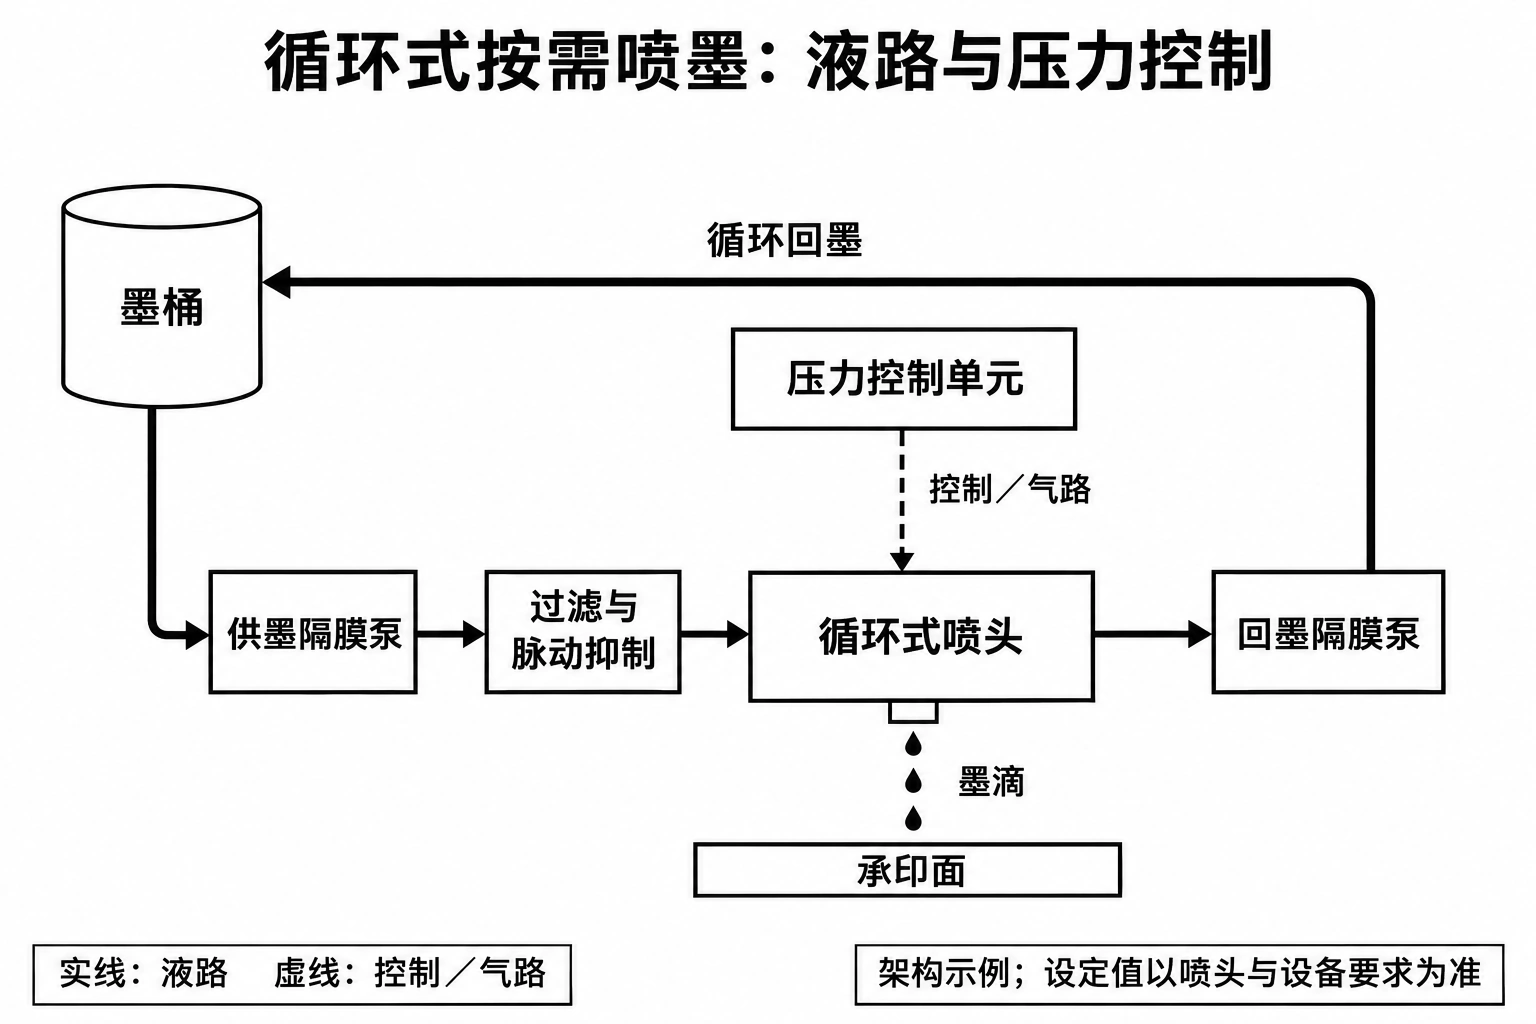 循环式按需喷墨：液路与压力控制
循环回墨
墨桶
压力控制单元
控制／气路
供墨隔膜泵
过滤与
脉动抑制
循环式喷头
回墨隔膜泵
墨滴
承印面
实线：液路 虚线：控制／气路
架构示例；设定值以喷头与设备要求为准